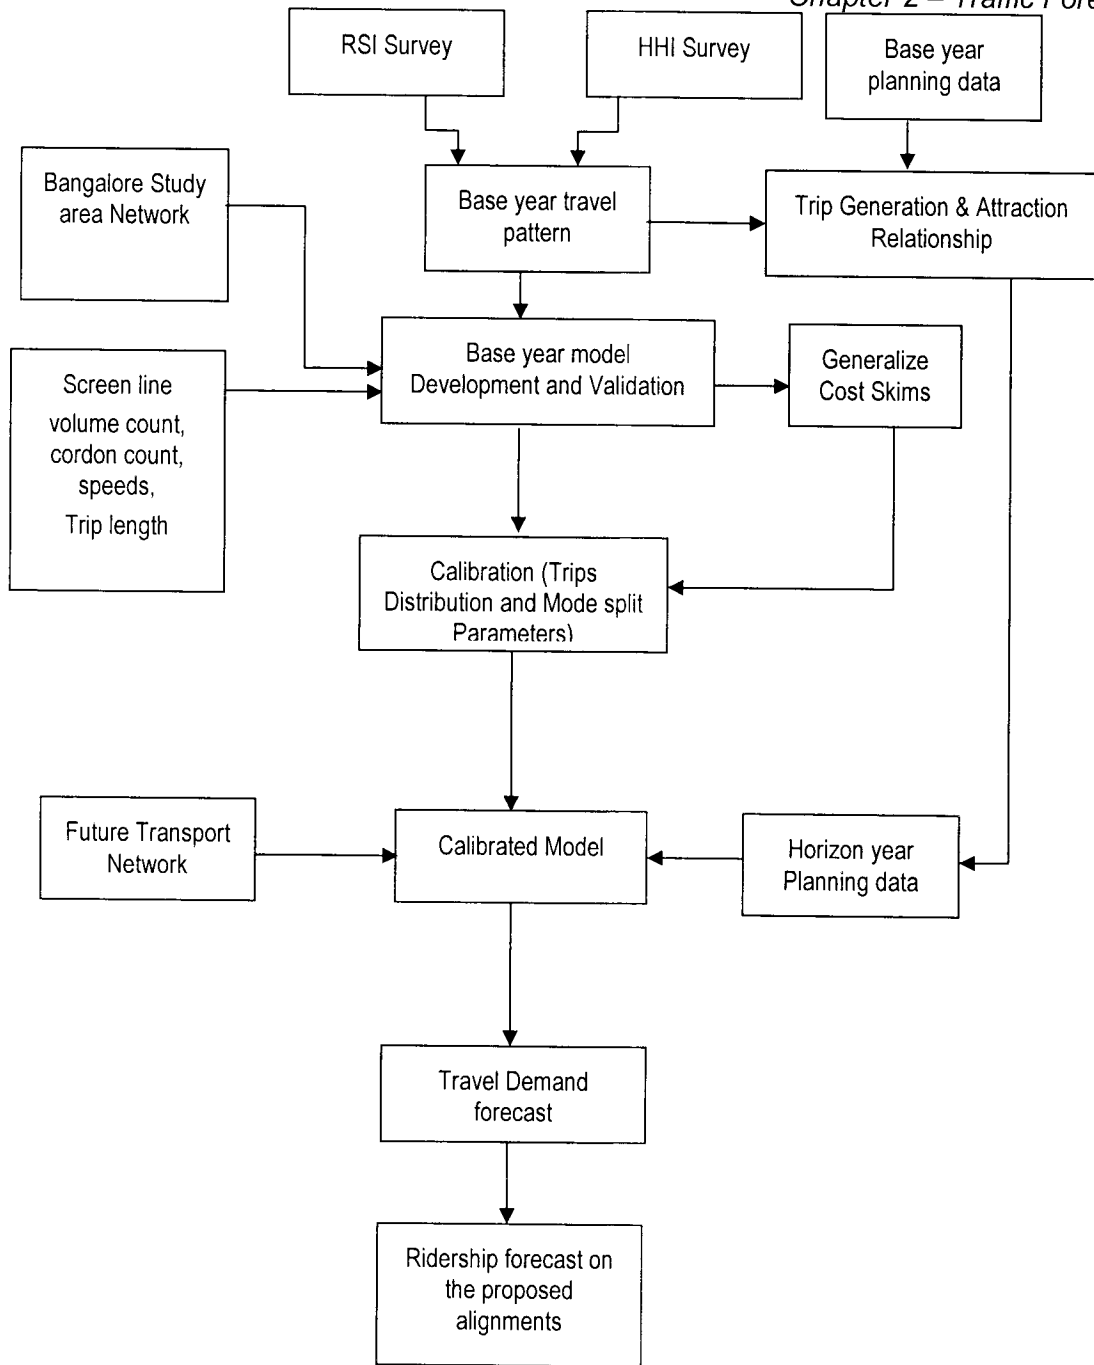 Chapter 2 – Traffic Fore
RSI Survey
HHI Survey
Base year
planning data
Bangalore Study
area Network
Base year travel
pattern
Trip Generation & Attraction
Relationship
Screen line
volume count,
cordon count,
speeds,
Trip length
Base year model
Development and Validation
Generalize
Cost Skims
Calibration (Trips
Distribution and Mode split
Parameters)
Future Transport
Network
Calibrated Model
Horizon year
Planning data
Travel Demand
forecast
Ridership forecast on
the proposed
alignments